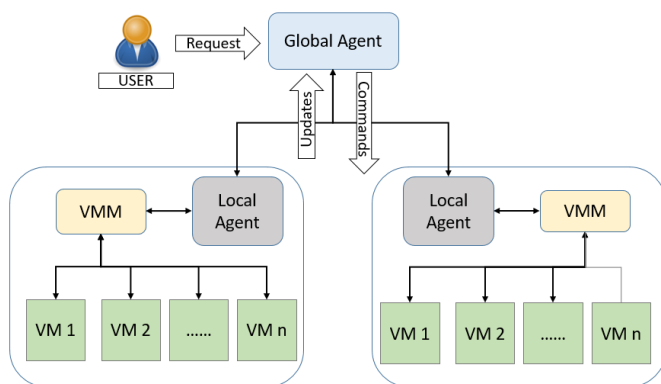 Request
Global Agent
USER
Updates
Commands
VMM
Local
Agent
Local
Agent
VMM
VM 1
VM 2
......
VM n
VM 1
VM 2
......
VM n